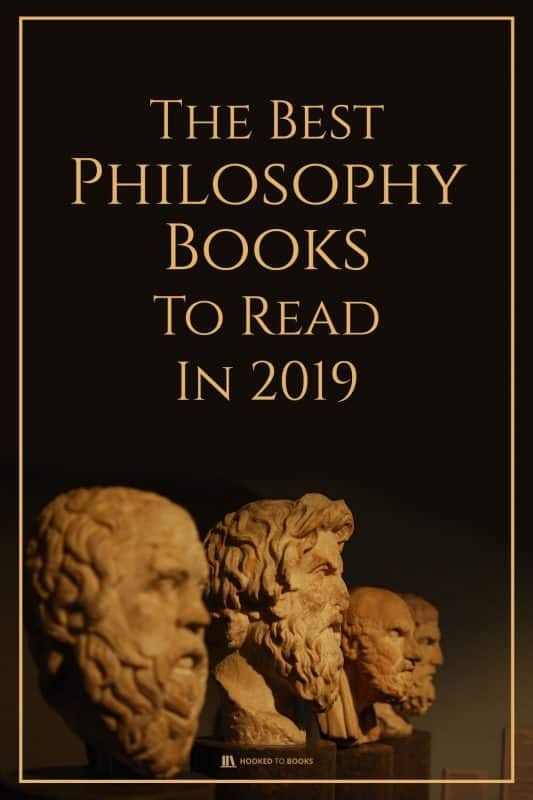 The Best
Philosophy
Books
To Read
In 2019
HOOKED TO BOOKS